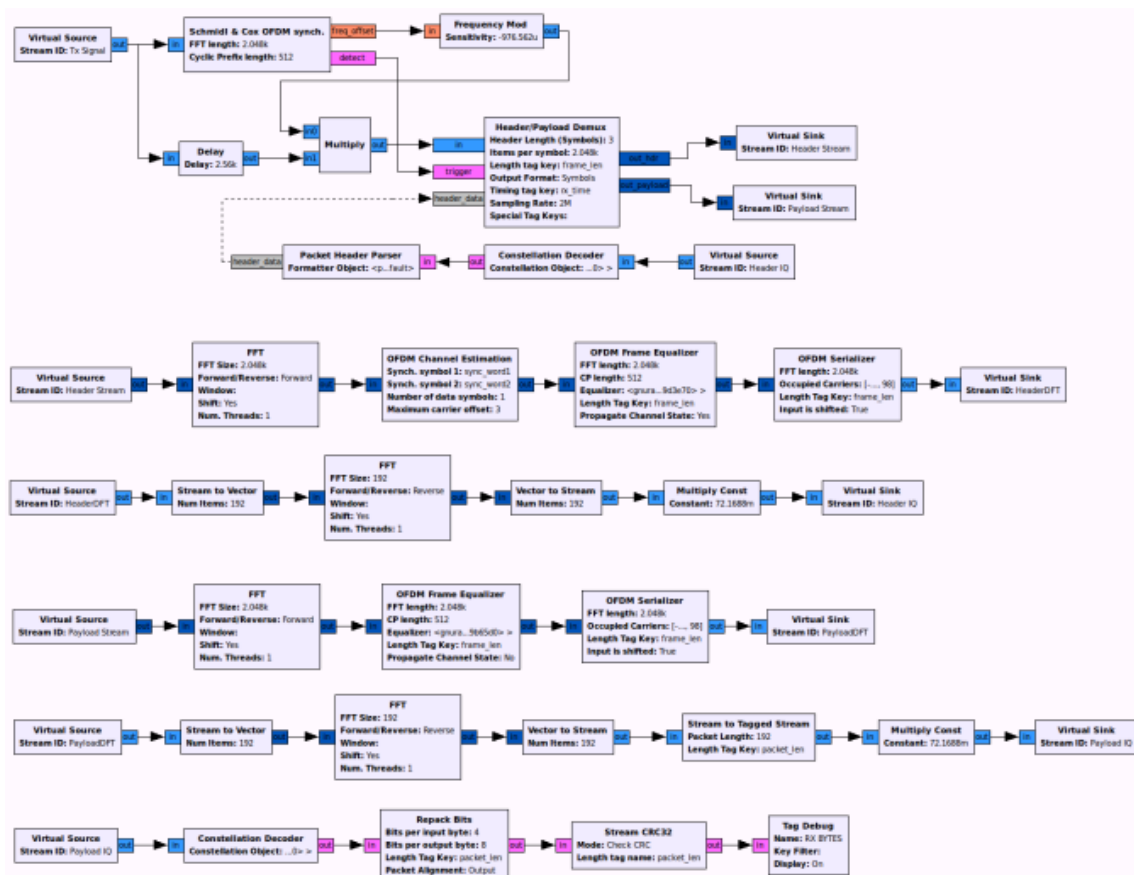 Virtual Source
Stream ID: Tx Signal
out
in
Schmidl & Cox OFDM synch.
FFT length: 2.048k
Cyclic Prefix length: 512
freq_offset
detect
in
Frequency Mod
Sensitivity: -976.562u
out
in
Delay
Delay: 2.56k
out
in0
in1
Multiply
out
in
trigger
header_data
Header/Payload Demux
Header Length (Symbols): 3
Items per symbol: 2.048k
Length tag key: frame_len
Output Format: Symbols
Timing tag key: rx_time
Sampling Rate: 2M
Special Tag Keys:
out_hdr
out_payload
in
Virtual Sink
Stream ID: Header Stream
in
Virtual Sink
Stream ID: Payload Stream
header_data
Packet Header Parser
Formatter Object: <p...fault>
in
out
Constellation Decoder
Constellation Object: ...0> >
in
out
Virtual Source
Stream ID: Header IQ
Virtual Source
Stream ID: Header Stream
out
in
FFT
FFT Size: 2.048k
Forward/Reverse: Forward
Window:
Shift: Yes
Num. Threads: 1
out
in
OFDM Channel Estimation
Synch. symbol 1: sync_word1
Synch. symbol 2: sync_word2
Number of data symbols: 1
Maximum carrier offset: 3
out
in
OFDM Frame Equalizer
FFT length: 2.048k
CP length: 512
Equalizer: <gnura...9d3e70> >
Length Tag Key: frame_len
Propagate Channel State: Yes
out
in
OFDM Serializer
FFT length: 2.048k
Occupied Carriers: [-..., 98]
Length Tag Key: frame_len
Input is shifted: True
out
in
Virtual Sink
Stream ID: HeaderDFT
Virtual Source
Stream ID: HeaderDFT
out
in
Stream to Vector
Num Items: 192
out
in
FFT
FFT Size: 192
Forward/Reverse: Reverse
Window:
Shift: Yes
Num. Threads: 1
out
in
Vector to Stream
Num Items: 192
out
in
Multiply Const
Constant: 72.1688m
out
in
Virtual Sink
Stream ID: Header IQ
Virtual Source
Stream ID: Payload Stream
out
in
FFT
FFT Size: 2.048k
Forward/Reverse: Forward
Window:
Shift: Yes
Num. Threads: 1
out
in
OFDM Frame Equalizer
FFT length: 2.048k
CP length: 512
Equalizer: <gnura...9b65d0> >
Length Tag Key: frame_len
Propagate Channel State: No
out
in
OFDM Serializer
FFT length: 2.048k
Occupied Carriers: [-..., 98]
Length Tag Key: frame_len
Input is shifted: True
out
in
Virtual Sink
Stream ID: PayloadDFT
Virtual Source
Stream ID: PayloadDFT
out
in
Stream to Vector
Num Items: 192
out
in
FFT
FFT Size: 192
Forward/Reverse: Reverse
Window:
Shift: Yes
Num. Threads: 1
out
in
Vector to Stream
Num Items: 192
out
in
Stream to Tagged Stream
Packet Length: 192
Length Tag Key: packet_len
out
in
Multiply Const
Constant: 72.1688m
out
in
Virtual Sink
Stream ID: Payload IQ
Virtual Source
Stream ID: Payload IQ
out
in
Constellation Decoder
Constellation Object: ...0> >
out
in
Repack Bits
Bits per input byte: 4
Bits per output byte: 8
Length Tag Key: packet_len
Packet Alignment: Output
out
in
Stream CRC32
Mode: Check CRC
Length tag name: packet_len
out
in
Tag Debug
Name: RX BYTES
Key Filter:
Display: On